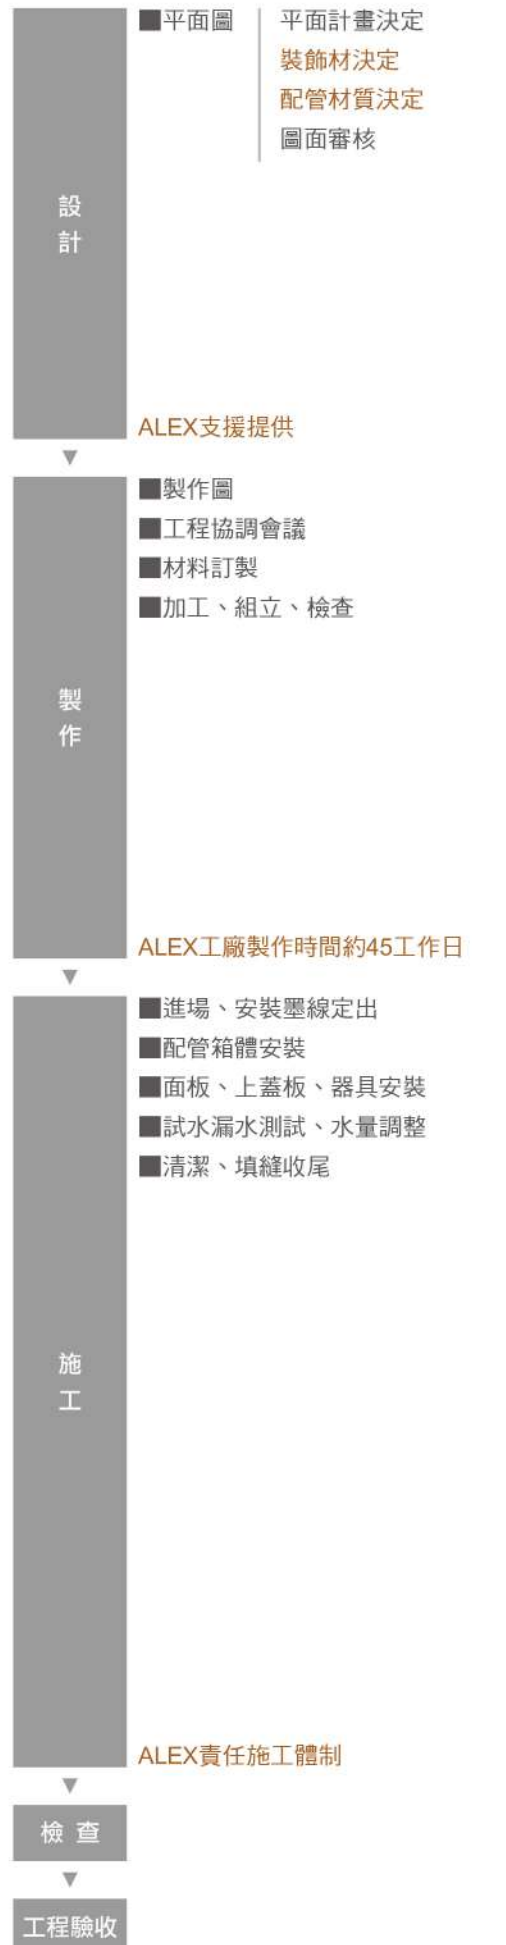 ■平面圖 平面計畫決定
裝飾材決定
配管材質決定
圖面審核
設計
ALEX支援提供
▼
■製作圖
■工程協調會議
■材料訂製
■加工、組立、檢查
製作
ALEX工廠製作時間約45工作日
▼
■進場、安裝墨線定出
■配管箱體安裝
■面板、上蓋板、器具安裝
■試水漏水測試、水量調整
■清潔、填縫收尾
施工
ALEX責任施工體制
▼
檢查
▼
工程驗收